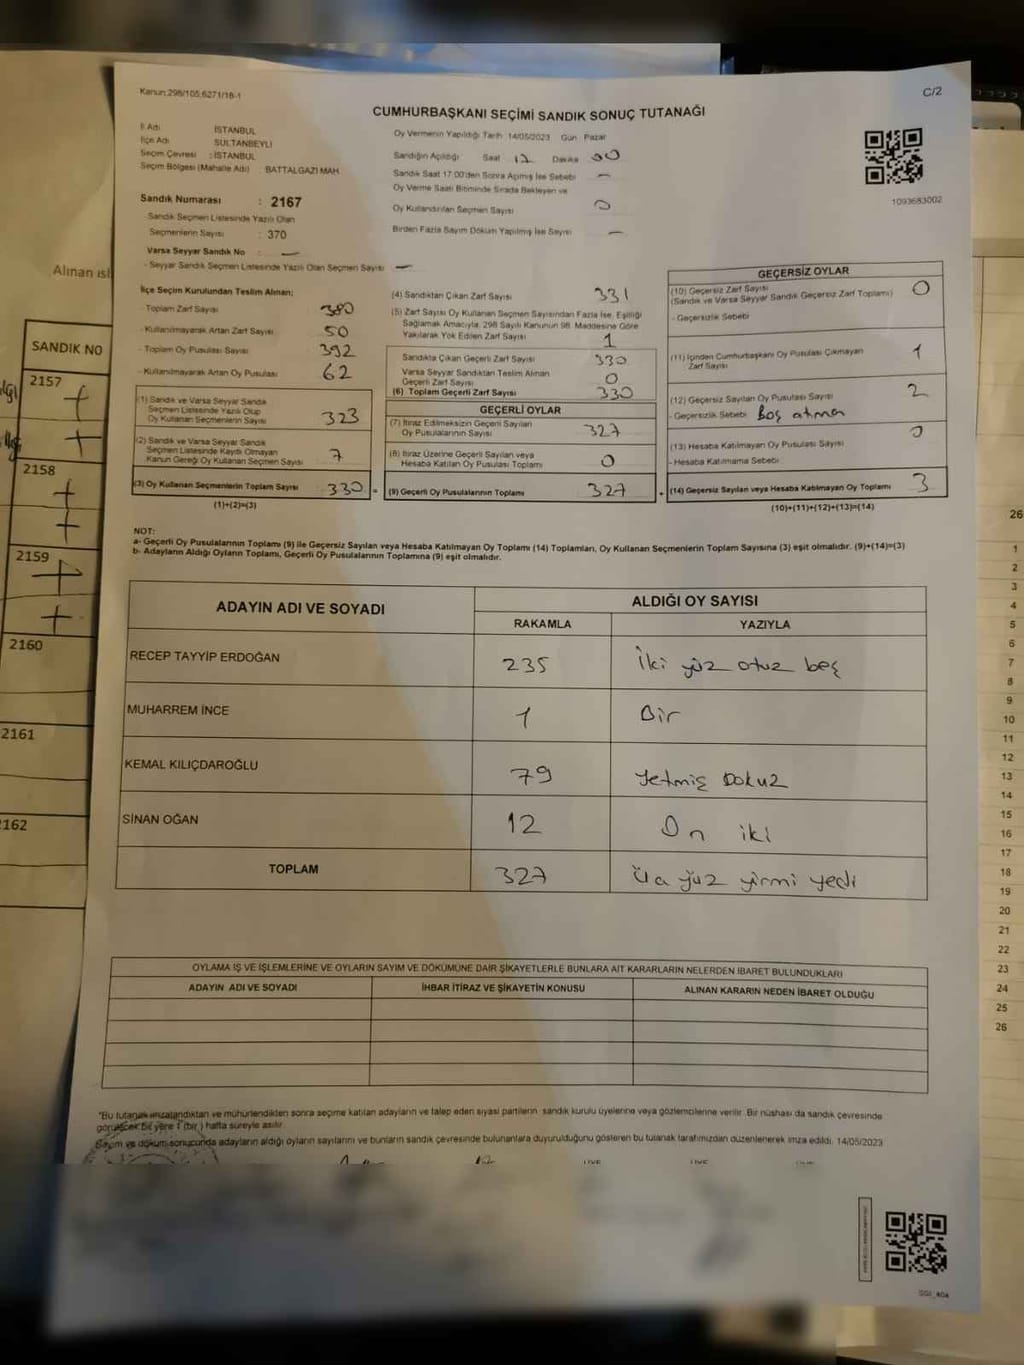 Kanun:298/105,6271/18-1
C/2
CUMHURBAŞKANI SEÇİMİ SANDIK SONUÇ TUTANAĞI
İl Adı : İSTANBUL
İlçe Adı : SULTANBEYLİ
Seçim Çevresi : İSTANBUL
Seçim Bölgesi (Mahalle Adı) : BATTALGAZİ MAH.
Sandık Numarası : 2167
Sandık Seçmen Listesinde Yazılı Olan
Seçmenlerin Sayısı : 370
Varsa Seyyar Sandık No : —
- Seyyar Sandık Seçmen Listesinde Yazılı Olan Seçmen Sayısı —
Oy Vermenin Yapıldığı Tarih 14/05/2023 Gün Pazar
Sandığın Açıldığı Saat 17 Dakika 00
Sandık Saat 17.00'den Sonra Açılmış İse Sebebi —
Oy Verme Saati Bitiminde Sırada Bekleyen ve
Oy Kullandırılan Seçmen Sayısı 0
Birden Fazla Sayım Döküm Yapılmış İse Sayısı —
1093683002
İlçe Seçim Kurulundan Teslim Alınan;
- Toplam Zarf Sayısı 380
- Kullanılmayarak Artan Zarf Sayısı 50
- Toplam Oy Pusulası Sayısı 392
- Kullanılmayarak Artan Oy Pusulası 62
(1) Sandık ve Varsa Seyyar Sandık
Seçmen Listesinde Yazılı Olup
Oy Kullanan Seçmenlerin Sayısı 323
(2) Sandık ve Varsa Seyyar Sandık
Seçmen Listesinde Kaydı Olmayan
Kanun Gereği Oy Kullanan Seçmen Sayısı 7
(3) Oy Kullanan Seçmenlerin Toplam Sayısı 330 =
(1)+(2)=(3)
(4) Sandıktan Çıkan Zarf Sayısı 331
(5) Zarf Sayısı Oy Kullanan Seçmen Sayısından Fazla İse, Eşitliği
Sağlamak Amacıyla, 298 Sayılı Kanunun 98. Maddesine Göre
Yakılarak Yok Edilen Zarf Sayısı 1
Sandıkta Çıkan Geçerli Zarf Sayısı 330
Varsa Seyyar Sandıktan Teslim Alınan
Geçerli Zarf Sayısı 0
(6) Toplam Geçerli Zarf Sayısı 330
GEÇERLİ OYLAR
(7) İtiraz Edilmeksizin Geçerli Sayılan
Oy Pusulalarının Sayısı 327
(8) İtiraz Üzerine Geçerli Sayılan veya
Hesaba Katılan Oy Pusulası Toplamı 0
(9) Geçerli Oy Pusulalarının Toplamı 327 +
GEÇERSİZ OYLAR
(10) Geçersiz Zarf Sayısı 0
(Sandık ve Varsa Seyyar Sandık Geçersiz Zarf Toplamı)
- Geçersizlik Sebebi
(11) İçinden Cumhurbaşkanı Oy Pusulası Çıkmayan
Zarf Sayısı 1
(12) Geçersiz Sayılan Oy Pusulası Sayısı 2
- Geçersizlik Sebebi Boş atma
(13) Hesaba Katılmayan Oy Pusulası Sayısı 0
- Hesaba Katılmama Sebebi
(14) Geçersiz Sayılan veya Hesaba Katılmayan Oy Toplamı 3
(10)+(11)+(12)+(13)=(14)
NOT:
a- Geçerli Oy Pusulalarının Toplamı (9) ile Geçersiz Sayılan veya Hesaba Katılmayan Oy Toplamı (14) Toplamları, Oy Kullanan Seçmenlerin Toplam Sayısına (3) eşit olmalıdır. (9)+(14)=(3)
b- Adayların Aldığı Oyların Toplamı, Geçerli Oy Pusulalarının Toplamına (9) eşit olmalıdır.
ADAYIN ADI VE SOYADI
ALDIĞI OY SAYISI
RAKAMLA YAZIYLA
RECEP TAYYİP ERDOĞAN 235 İki yüz otuz beş
MUHARREM İNCE 1 Bir
KEMAL KILIÇDAROĞLU 79 Yetmiş Dokuz
SİNAN OĞAN 12 On iki
TOPLAM 327 Üç yüz yirmi yedi
OYLAMA İŞ VE İŞLEMLERİNE VE OYLARIN SAYIM VE DÖKÜMÜNE DAİR ŞİKAYETLERLE BUNLARA AİT KARARLARIN NELERDEN İBARET BULUNDUKLARI
ADAYIN ADI VE SOYADI İHBAR İTİRAZ VE ŞİKAYETİN KONUSU ALINAN KARARIN NEDEN İBARET OLDUĞU
"Bu tutanak imzalandıktan ve mühürlendikten sonra seçime katılan adayların ve talep eden siyasi partilerin sandık kurulu üyelerine veya gözlemcilerine verilir. Bir nüshası da sandık çevresinde
görülecek bir yere 1 (bir) hafta süreyle asılır.
Sayım ve döküm sonucunda adayların aldığı oyların sayılarını ve bunların sandık çevresinde bulunanlara duyurulduğunu gösteren bu tutanak tarafımızdan düzenlenerek imza edildi. 14/05/2023
Alınan
SANDIK NO
2157
2158
2159
2160
2161
2162
26
1
2
3
4
5
6
7
8
9
10
11
12
13
14
15
16
17
18
19
20
21
22
23
24
25
26